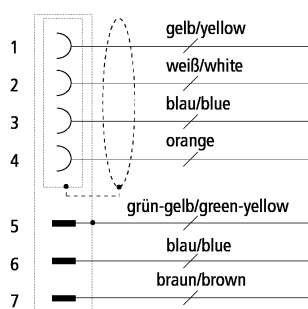 1 gelb/yellow
2 weiß/white
3 blau/blue
4 orange
5 grün-gelb/green-yellow
6 blau/blue
7 braun/brown